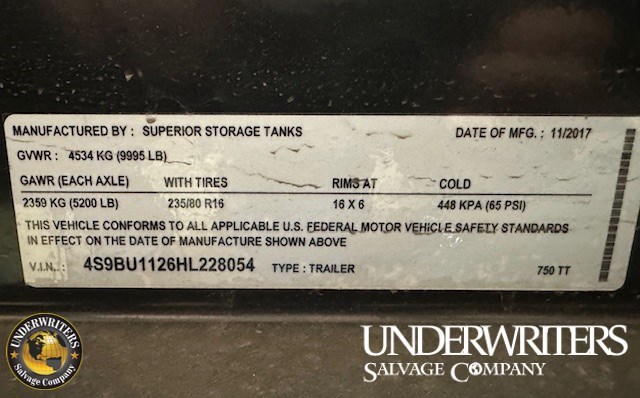 MANUFACTURED BY : SUPERIOR STORAGE TANKS DATE OF MFG. : 11/2017
GVWR : 4534 KG (9995 LB)
GAWR (EACH AXLE) WITH TIRES RIMS AT COLD
2359 KG (5200 LB) 235/80 R16 16 X 6 448 KPA (65 PSI)
THIS VEHICLE CONFORMS TO ALL APPLICABLE U.S. FEDERAL MOTOR VEHICLE SAFETY STANDARDS
IN EFFECT ON THE DATE OF MANUFACTURE SHOWN ABOVE
V.I.N. : 4S9BU1126HL228054 TYPE : TRAILER 750 TT
UNDERWRITERS
Salvage Company
UNDERWRITERS
SALVAGE COMPANY